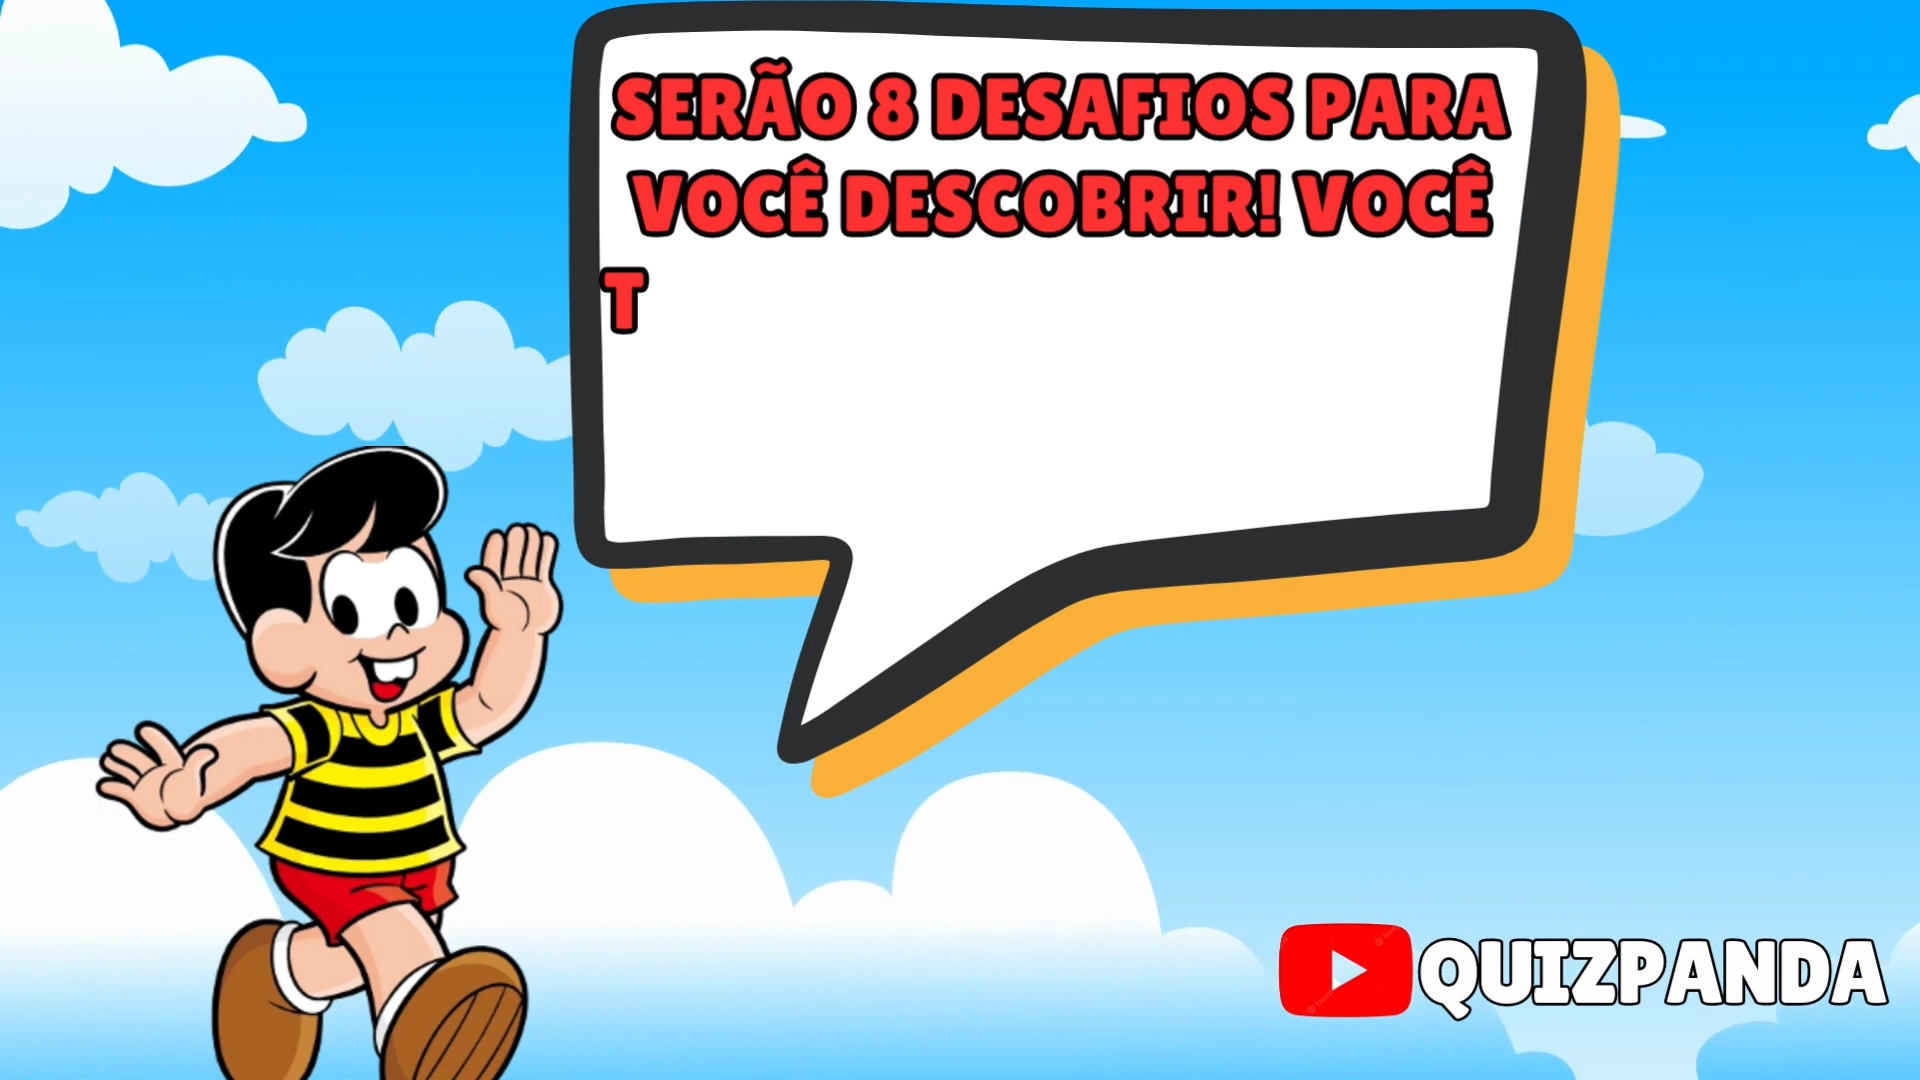 SERÃO 8 DESAFIOS PARA
VOCÊ DESCOBRIR! VOCÊ
T
QUIZPANDA